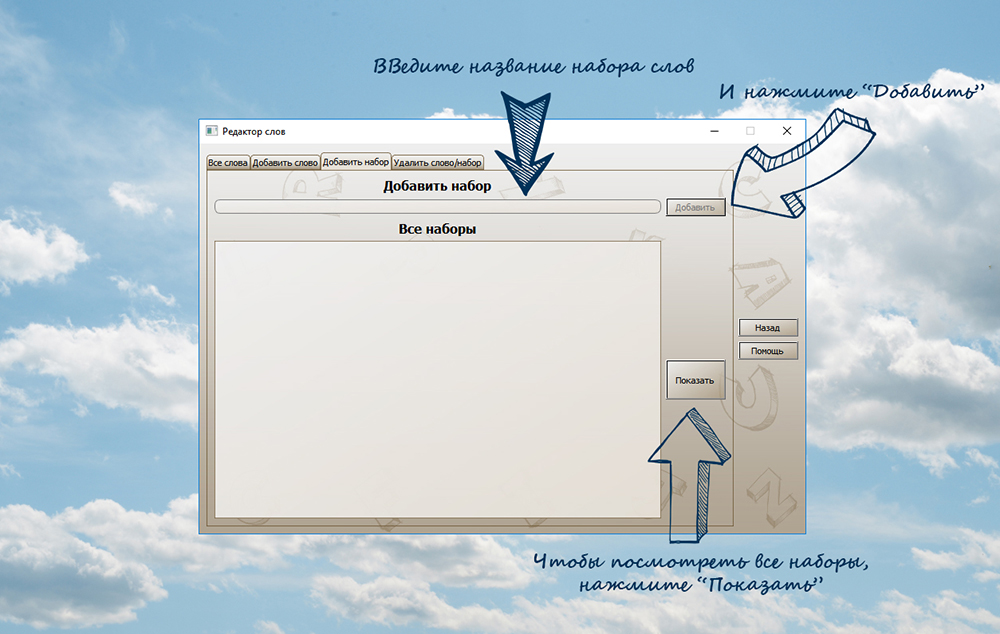 ВВедите название набора слов
И нажмите “Добавить”
Редактор слов
Все слова Добавить слово Добавить набор Удалить слово/набор
Добавить набор
Добавить
Все наборы
Назад
Помощь
Показать
Чтобы посмотреть все наборы,
нажмите “Показать”